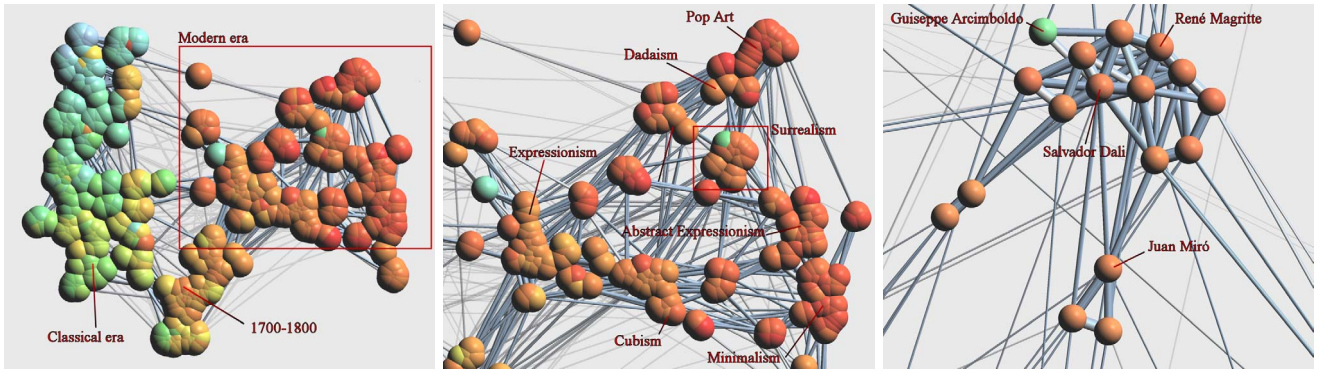 Modern era
1700-1800
Classical era
Pop Art
Dadaism
Surrealism
Expressionism
Abstract Expressionism
Cubism
Minimalism
Guiseppe Arcimboldo
René Magritte
Salvador Dali
Juan Miró